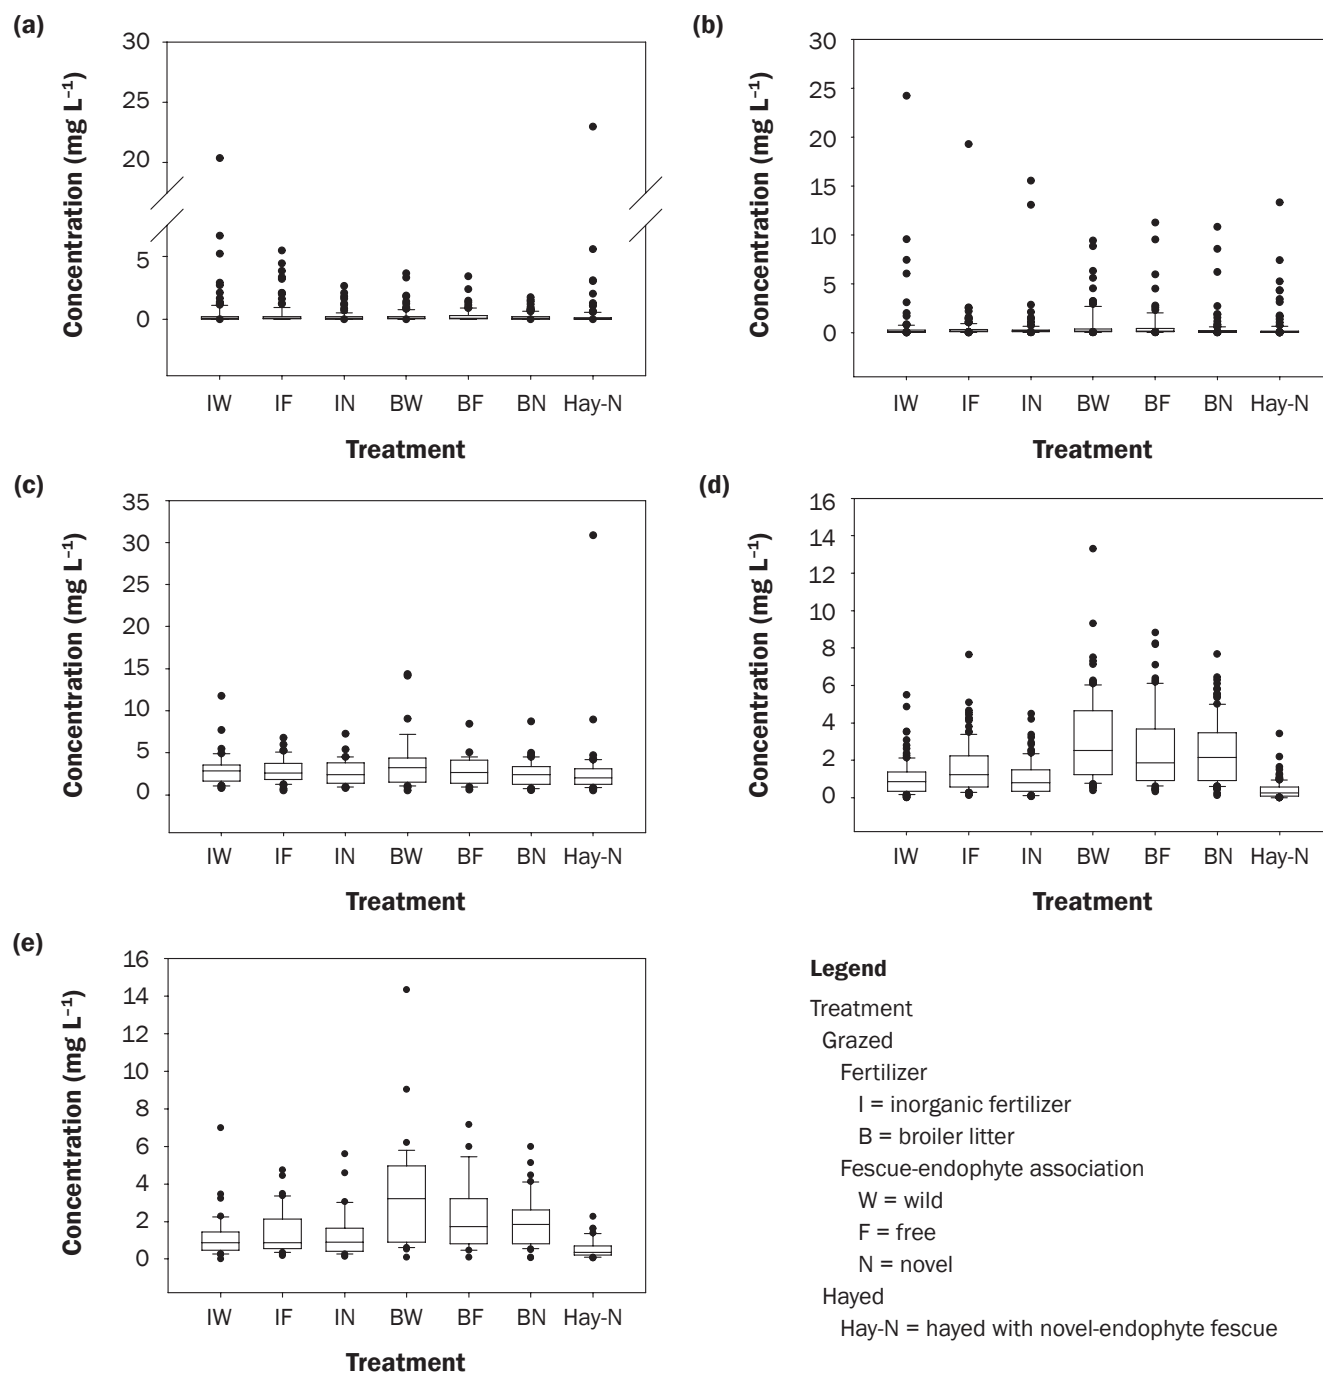 (a)
Concentration (mg L⁻¹)
30
25
20
5
0
IW IF IN BW BF BN Hay-N
Treatment
(b)
Concentration (mg L⁻¹)
30
25
20
15
10
5
0
IW IF IN BW BF BN Hay-N
Treatment
(c)
Concentration (mg L⁻¹)
35
30
25
20
15
10
5
0
IW IF IN BW BF BN Hay-N
Treatment
(d)
Concentration (mg L⁻¹)
16
14
12
10
8
6
4
2
0
IW IF IN BW BF BN Hay-N
Treatment
(e)
Concentration (mg L⁻¹)
16
14
12
10
8
6
4
2
0
IW IF IN BW BF BN Hay-N
Treatment
Legend
Treatment
Grazed
Fertilizer
I = inorganic fertilizer
B = broiler litter
Fescue-endophyte association
W = wild
F = free
N = novel
Hayed
Hay-N = hayed with novel-endophyte fescue